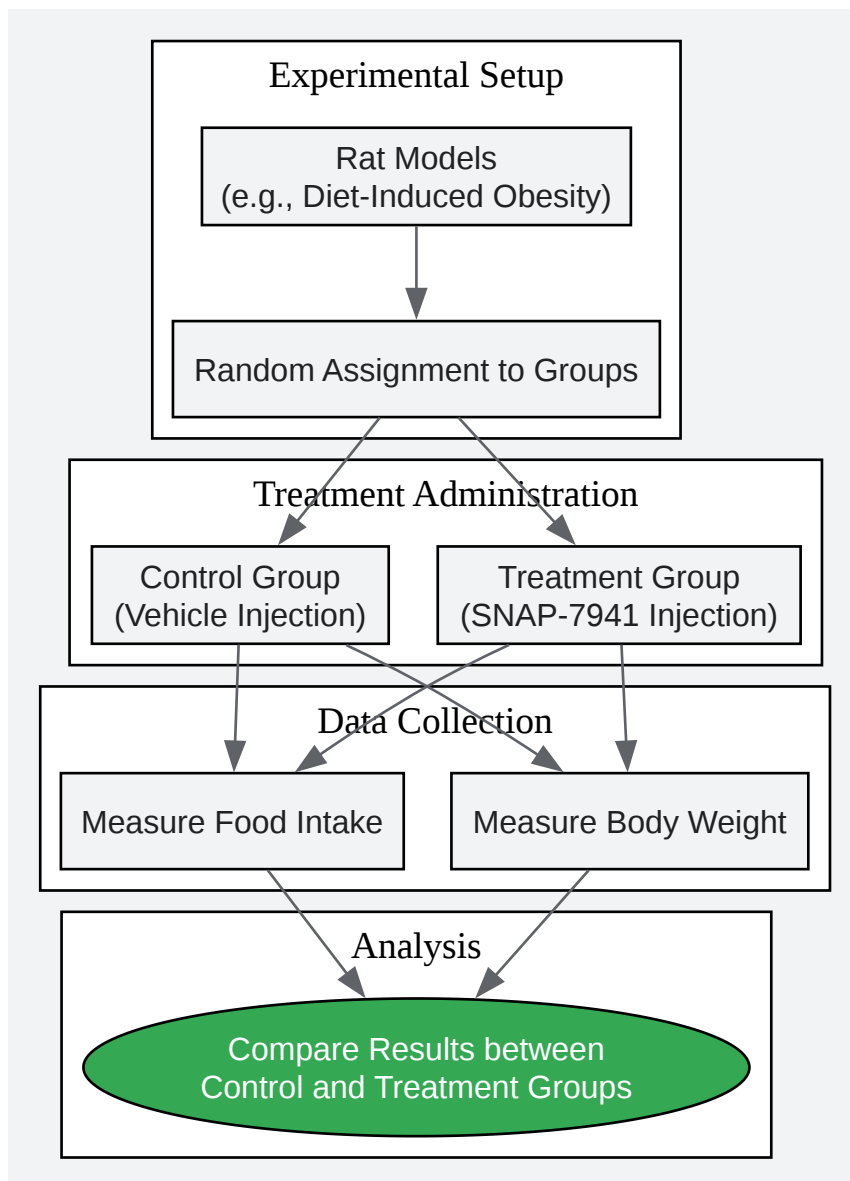 Experimental Setup
Rat Models
(e.g., Diet-Induced Obesity)
Random Assignment to Groups
Treatment Administration
Control Group
(Vehicle Injection)
Treatment Group
(SNAP-7941 Injection)
Data Collection
Measure Food Intake
Measure Body Weight
Analysis
Compare Results between
Control and Treatment Groups